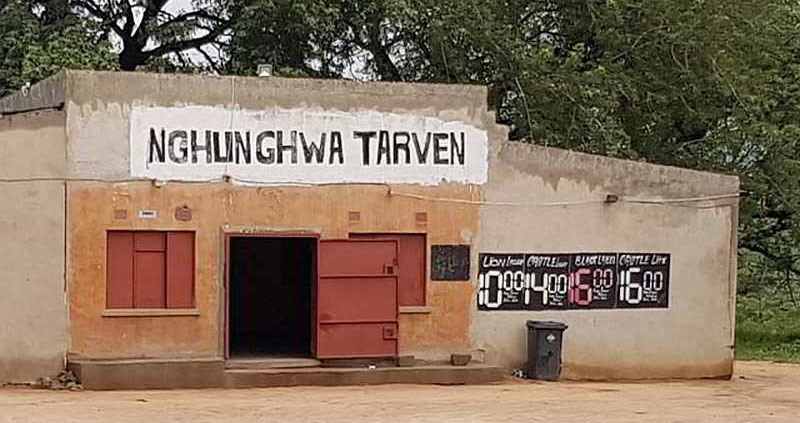 NGHUNGHWA TARVEN
LION LAGER CASTLE LAGER BLACK LABEL CASTLE LITE
10 00 14 00 16 00 16 00